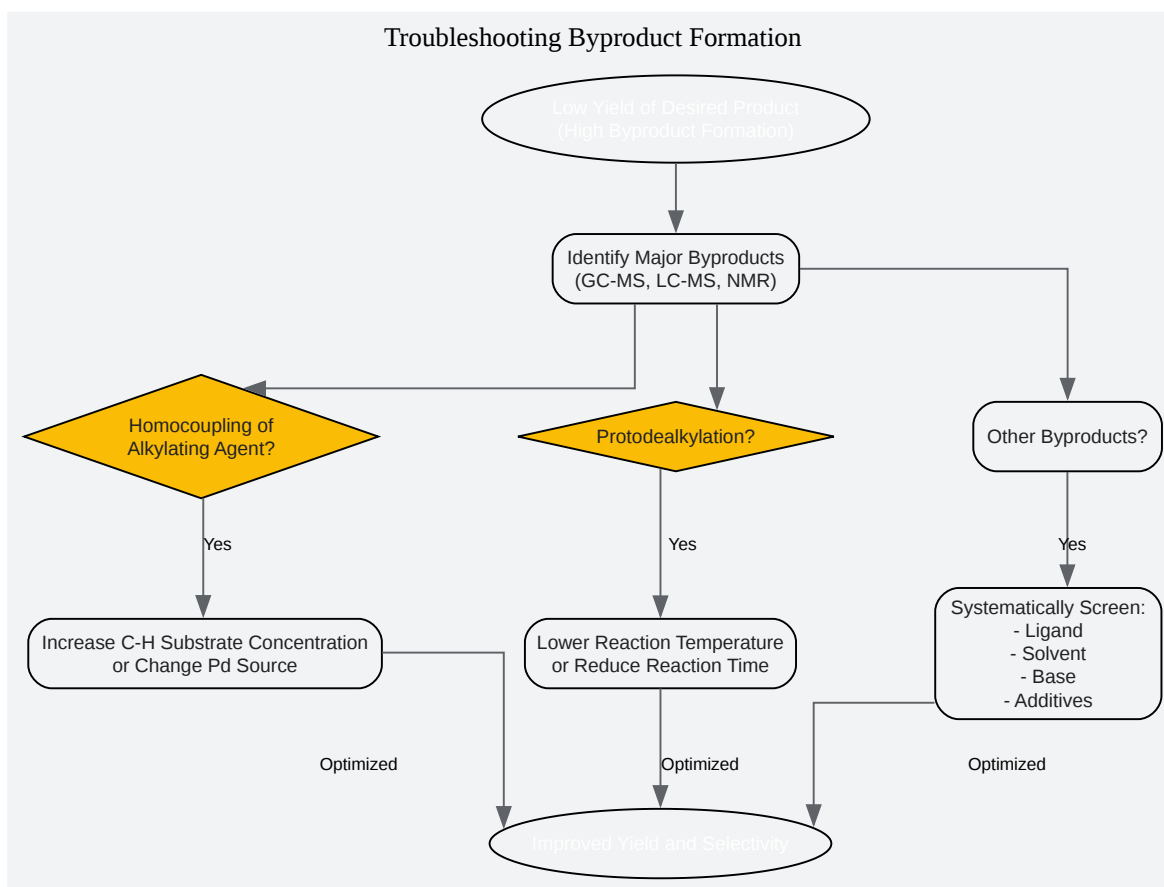 Troubleshooting Byproduct Formation
Low Yield of Desired Product
(High Byproduct Formation)
Identify Major Byproducts
(GC-MS, LC-MS, NMR)
Homocoupling of
Alkylating Agent?
Protodealkylation?
Other Byproducts?
Yes
Yes
Yes
Increase C-H Substrate Concentration
or Change Pd Source
Lower Reaction Temperature
or Reduce Reaction Time
Systematically Screen:
- Ligand
- Solvent
- Base
- Additives
Optimized
Optimized
Optimized
Improved Yield and Selectivity